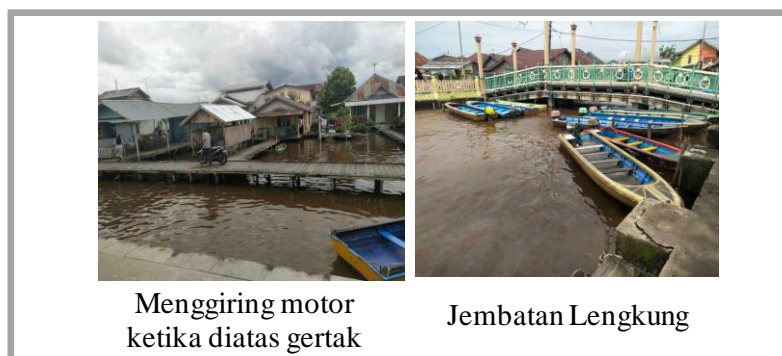 Menggiring motor
ketika diatas gertak
Jembatan Lengkung